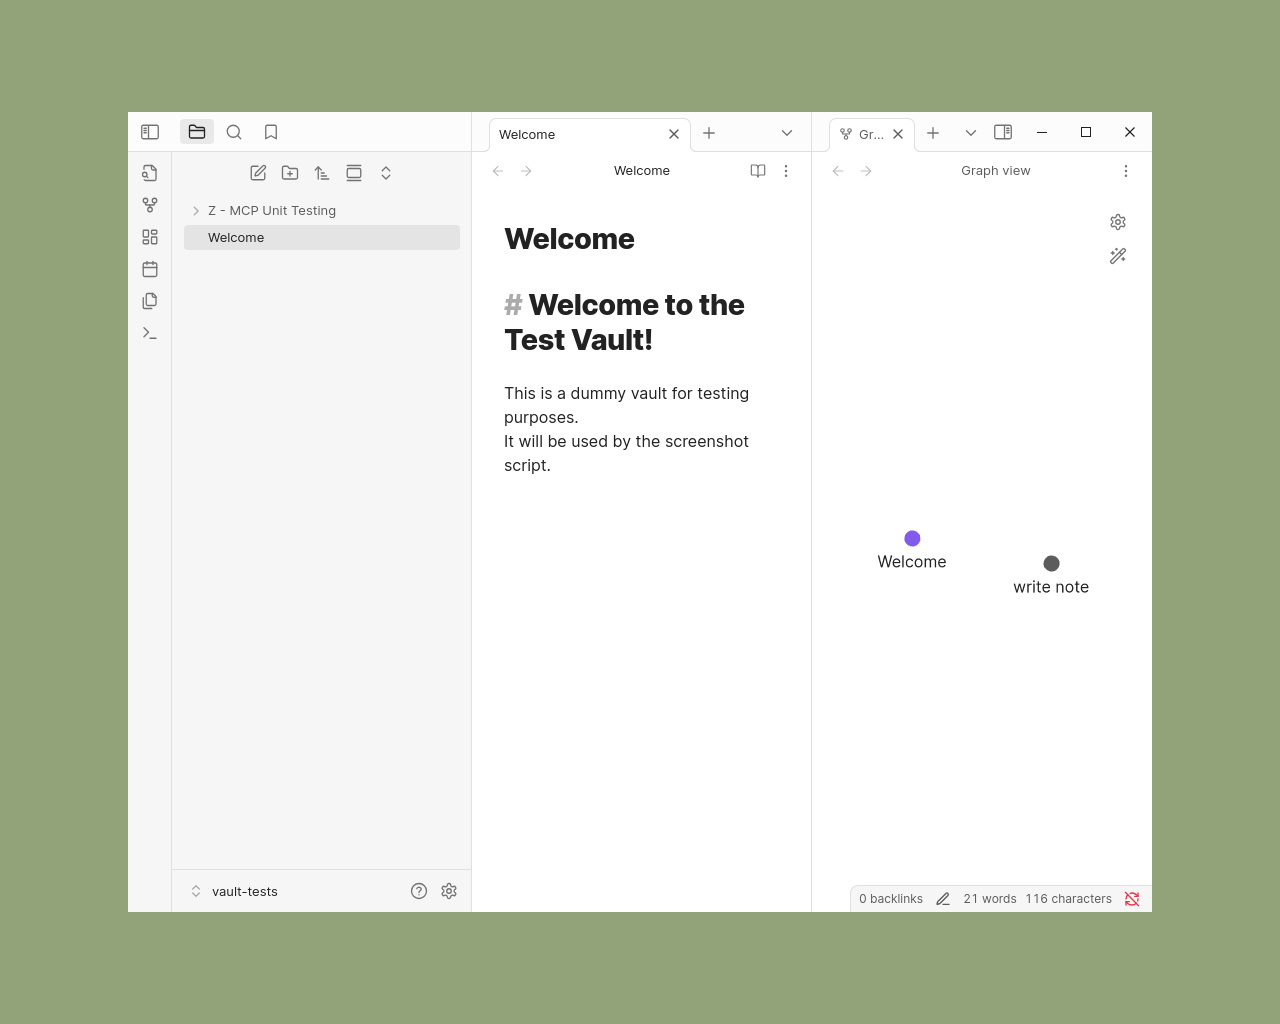 Welcome
Gr...
Welcome
Graph view
Z - MCP Unit Testing
Welcome
Welcome
# Welcome to the
Test Vault!
This is a dummy vault for testing
purposes.
It will be used by the screenshot
script.
Welcome
write note
vault-tests
0 backlinks
21 words
116 characters